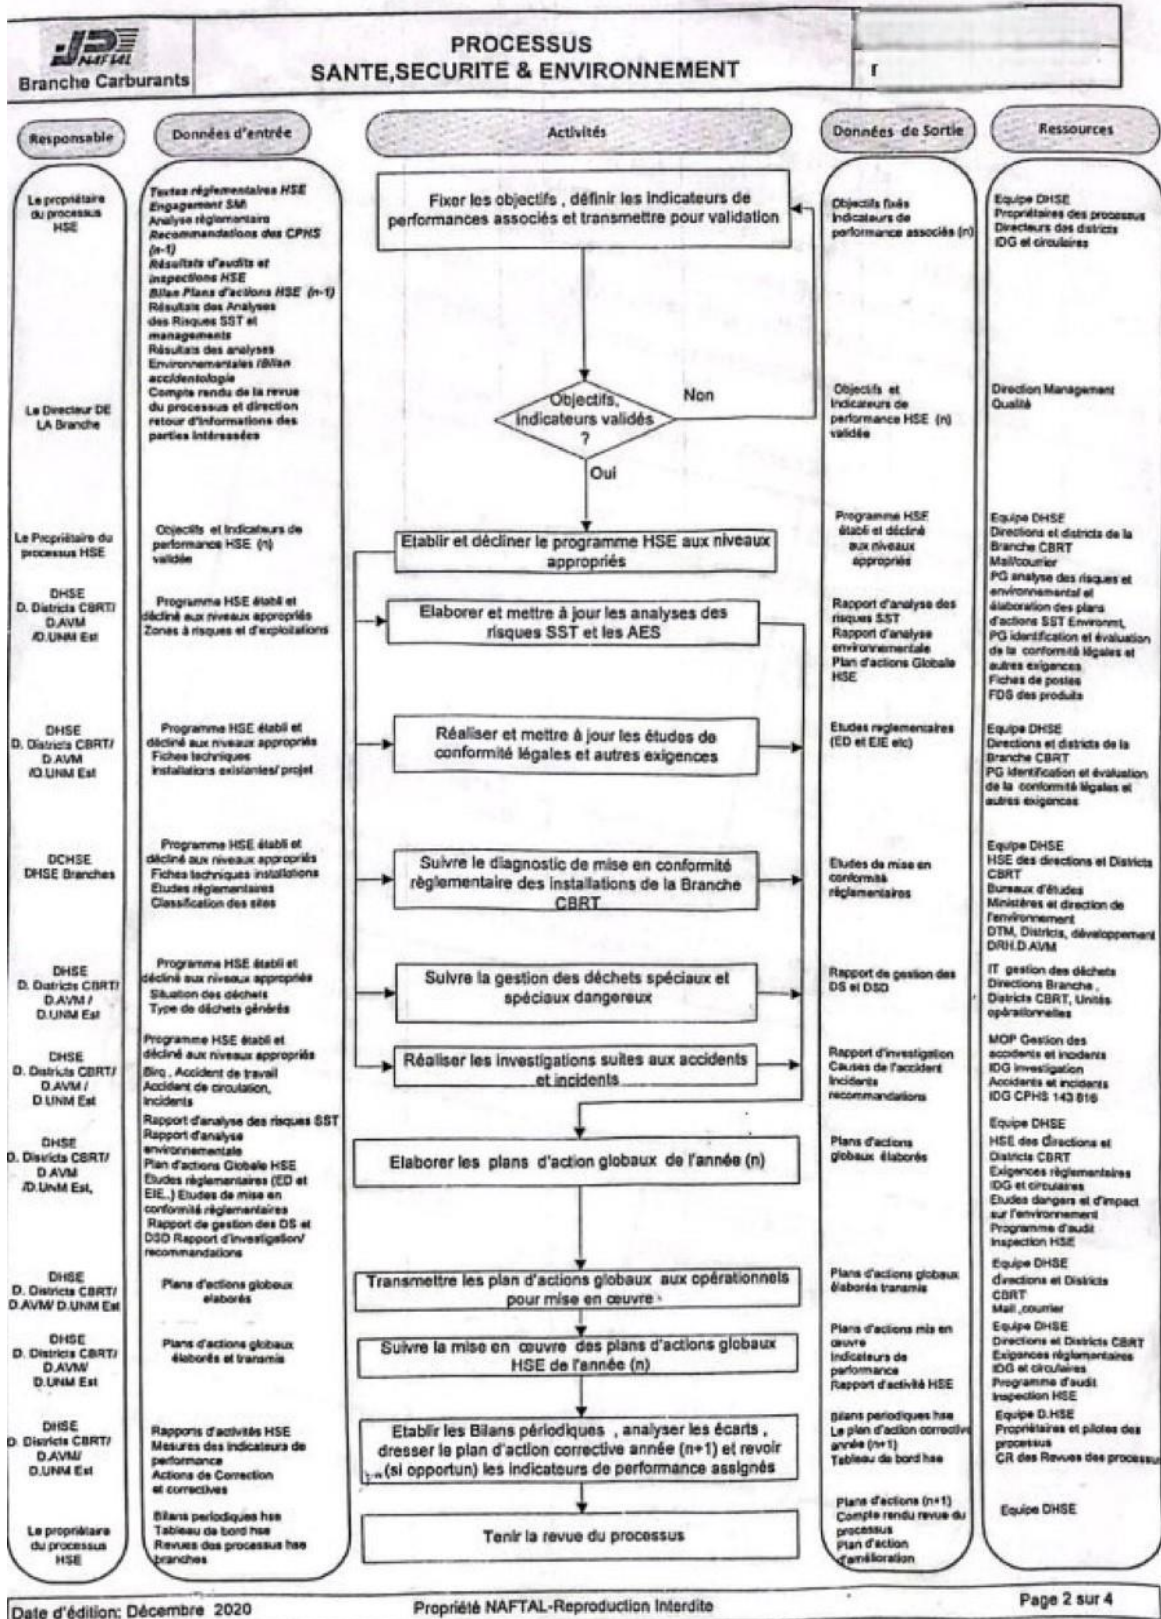 NAFTAL
Branche Carburants
PROCESSUS
SANTE,SECURITE & ENVIRONNEMENT
r
Responsable
Données d'entrée
Activités
Données de Sortie
Ressources
Le propriétaire
du processus
HSE
Textes réglementaires HSE
Engagement SMI
Analyse règlementaire
Recommandations des CPHS
(n-1)
Résultats d'audits et
inspections HSE
Bilan Plans d'actions HSE (n-1)
Résultats des Analyses
des Risques SST et
managements
Résultats des analyses
Environnementales /Bilan
accidentologie
Compte rendu de la revue
du processus et direction
retour d'informations des
parties intéressées
Fixer les objectifs , définir les indicateurs de
performances associés et transmettre pour validation
Objectifs fixés
Indicateurs de
performance associés (n)
Equipe DHSE
Propriétaires des processus
Directeurs des districts
IDG et circulaires
Le Directeur DE
LA Branche
Objectifs,
indicateurs validés
?
Non
Oui
Objectifs et
Indicateurs de
performance HSE (n)
validée
Direction Management
Qualité
Le Propriétaire du
processus HSE
Objectifs et Indicateurs de
performance HSE (n)
validée
Etablir et décliner le programme HSE aux niveaux
appropriés
Programme HSE
établi et décliné
aux niveaux
appropriés
Equipe DHSE
Directions et districts de la
Branche CBRT
Mail/courrier
PG analyse des risques et
environnemental et
élaboration des plans
d'actions SST Environmt,
PG identification et évaluation
de la conformité légales et
autres exigences
Fiches de postes
FDS des produits
DHSE
D. Districts CBRT/
D.AVM
/D.UNM Est
Programme HSE établi et
décliné aux niveaux appropriés
Zones à risques et d'exploitations
Elaborer et mettre à jour les analyses des
risques SST et les AES
Rapport d'analyse des
risques SST
Rapport d'analyse
environnementale
Plan d'actions Globale
HSE
DHSE
D. Districts CBRT/
D.AVM
/D.UNM Est
Programme HSE établi et
décliné aux niveaux appropriés
Fiches techniques
Installations existantes/ projet
Réaliser et mettre à jour les études de
conformité légales et autres exigences
Etudes reglementaires
(ED et EIE etc)
Equipe DHSE
Directions et districts de la
Branche CBRT
PG Identification et évaluation
de la conformité légales et
autres exigences
DCHSE
DHSE Branches
Programme HSE établi et
décliné aux niveaux appropriés
Fiches techniques installations
Etudes réglementaires
Classification des sites
Suivre le diagnostic de mise en conformité
règlementaire des installations de la Branche
CBRT
Etudes de mise en
conformité
règlementaires
Equipe DHSE
HSE des directions et Districts
CBRT
Bureaux d'études
Ministères et direction de
l'environnement
DTM, Districts, développement
DRH.D.AVM
DHSE
D. Districts CBRT/
D.AVM /
D.UNM Est
Programme HSE établi et
décliné aux niveaux appropriés
Situation des déchets
Type de déchets générés
Suivre la gestion des déchets spéciaux et
spéciaux dangereux
Rapport de gestion des
DS et DSD
IT gestion des déchets
Directions Branche ,
Districts CBRT, Unités
opérationnelles
DHSE
D. Districts CBRT/
D.AVM /
D.UNM Est
Programme HSE établi et
décliné aux niveaux appropriés
Birg , Accident de travail
Accident de circulation,
Incidents
Réaliser les investigations suites aux accidents
et incidents
Rapport d'investigation
Causes de l'accident
Incidents
recommandations
MOP Gestion des
accidents et incidents
IDG investigation
Accidents et incidents
IDG CPHS 143 816
DHSE
D. Districts CBRT/
D.AVM
/D.UNM Est,
Rapport d'analyse des risques SST
Rapport d'analyse
environnementale
Plan d'actions Globale HSE
Etudes règlementaires (ED et
EIE..) Etudes de mise en
conformité règlementaires
Rapport de gestion des DS et
DSD Rapport d'investigation/
recommandations
Elaborer les plans d'action globaux de l'année (n)
Plans d'actions
globaux élaborés
Equipe DHSE
HSE des Directions et
Districts CBRT
Exigences règlementaires
IDG et circulaires
Etudes dangers et d'impact
sur l'environnement
Programme d'audit
Inspection HSE
DHSE
D. Districts CBRT/
D.AVM/ D.UNM Est
Plans d'actions globaux
elaborés
Transmettre les plan d'actions globaux aux opérationnels
pour mise en œuvre
Plans d'actions globaux
élaborés transmis
Equipe DHSE
directions et Districts
CBRT
Mail ,courrier
DHSE
D. Districts CBRT/
D.AVM/
D.UNM Est
Plans d'actions globaux
élaborés et transmis
Suivre la mise en œuvre des plans d'actions globaux
HSE de l'année (n)
Plans d'actions mis en
œuvre
Indicateurs de
performance
Rapport d'activité HSE
Equipe DHSE
Directions et Districts CBRT
Exigences règlementaires
IDG et circulaires
Programme d'audit
Inspection HSE
DHSE
D. Districts CBRT/
D.AVM/
D.UNM Est
Rapports d'activités HSE
Mesures des indicateurs de
performance
Actions de Correction
et correctives
Etablir les Bilans périodiques , analyser les écarts ,
dresser le plan d'action corrective année (n+1) et revoir
(si opportun) les indicateurs de performance assignés
Bilans periodiques hse
Le plan d'action corrective
année (n+1)
Tableau de bord hse
Equipe D.HSE
Propriétaires et pilotes des
processus
CR des Revues des processus
Le propriétaire
du processus
HSE
Bilans periodiques hse
Tableau de bord hse
Revues des processus hse
branches
Tenir la revue du processus
Plans d'actions (n+1)
Compte rendu revue du
processus
Plan d'action
d'amélioration
Equipe DHSE
Date d'édition: Décembre 2020
Propriété NAFTAL-Reproduction Interdite
Page 2 sur 4